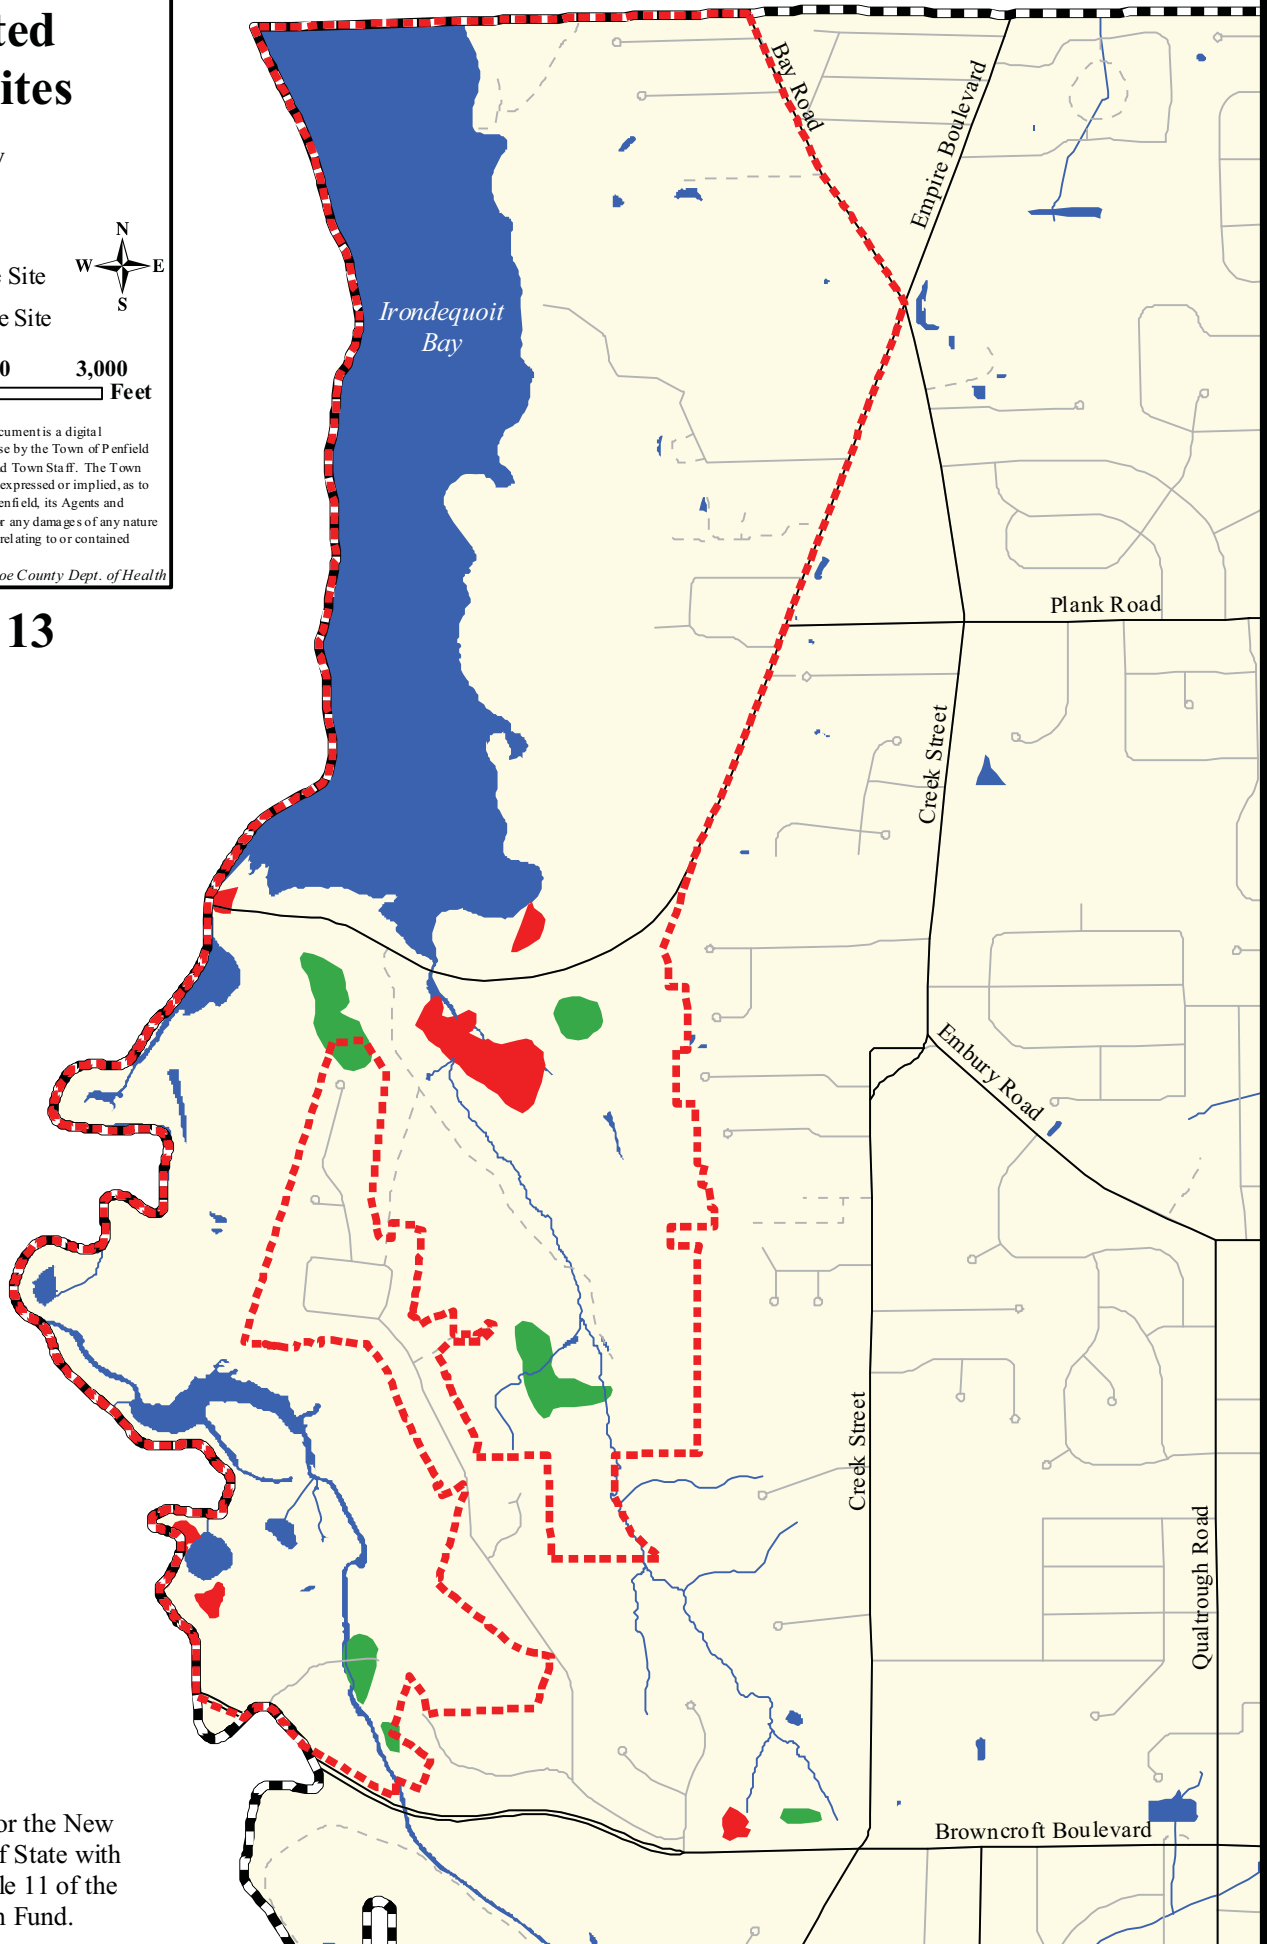 ted
ites
y
N
W E
S
e Site
e Site
0 3,000
Feet
cument is a digital
se by the Town of Penfield
d Town Staff. The Town
expressed or implied, as to
enfield, its Agents and
r any damages of any nature
relating to or contained
oe County Dept. of Health
13
Irondequoit
Bay
Bay Road
Empire Boulevard
Plank Road
Creek Street
Embury Road
Creek Street
Qualtrough Road
Browncroft Boulevard
or the New
f State with
le 11 of the
n Fund.